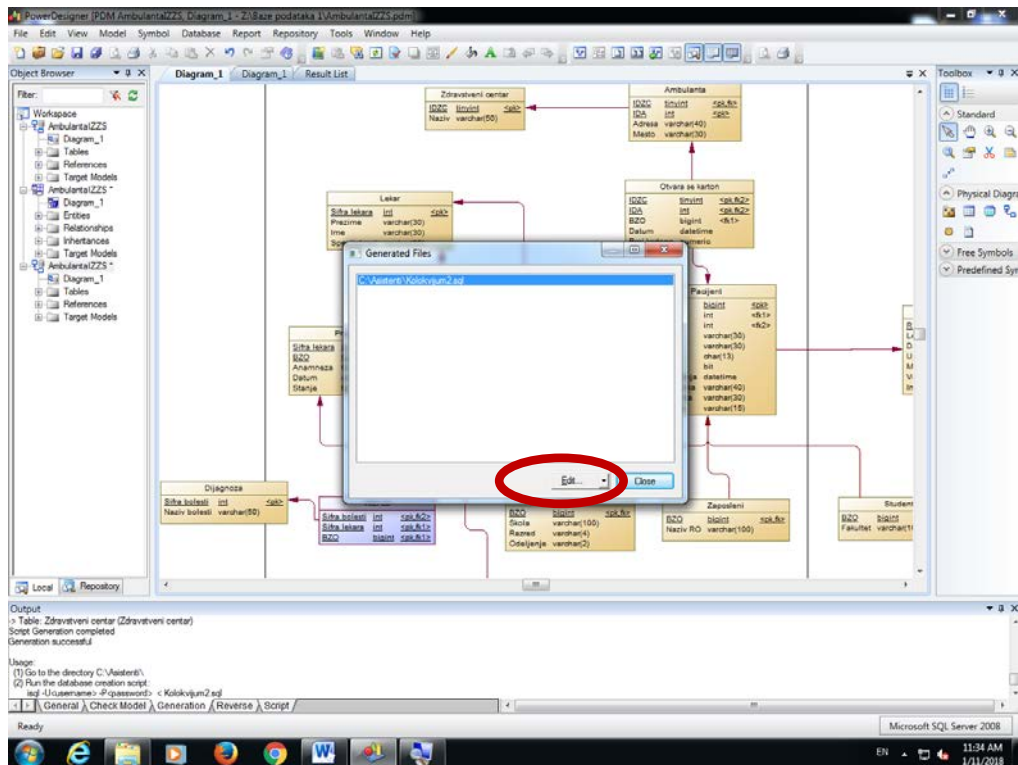 PowerDesigner [PDM AmbulantaIZZS, Diagram_1 - Z:\Baze podataka 1\AmbulantaIZZS.pdm]
File Edit View Model Symbol Database Report Repository Tools Window Help
Object Browser
Diagram_1 Diagram_1 Result List
Toolbox
Filter:
Workspace
AmbulantaIZZS
Diagram_1
Tables
References
Target Models
AmbulantaIZZS *
Diagram_1
Entities
Relationships
Inheritances
Target Models
AmbulantaIZZS *
Diagram_1
Tables
References
Target Models
Zdravstveni centar
IDZC tinyint <pk>
Naziv varchar(50)
Ambulanta
IDZC tinyint <pk,fk>
IDA int <pk>
Adresa varchar(40)
Mesto varchar(30)
Lekar
Sifra lekara int <pk>
Prezime varchar(30)
Ime varchar(30)
Otvara se karton
IDZC tinyint <pk,fk2>
IDA int <pk,fk2>
BZO bigint <fk1>
Datum datetime
numeric
Generated Files
C:\Asistenti\Kolokvijum2.sql
Edit...
Close
Pacijent
bigint <pk>
int <fk1>
int <fk2>
varchar(30)
varchar(30)
char(13)
bit
datetime
varchar(40)
varchar(30)
varchar(15)
Sifra lekara
BZO
Anamneza
Datum
Stanje
Dijagnoza
Sifra bolesti int <pk>
Naziv bolesti varchar(50)
Sifra bolesti int <pk,fk2>
Sifra lekara int <pk,fk1>
BZO bigint <pk,fk1>
BZO bigint <pk,fk>
Skola varchar(100)
Razred varchar(4)
Odeljenje varchar(2)
Zaposleni
BZO bigint <pk,fk>
Naziv RO varchar(100)
Student
BZO bigint
Fakultet varchar(1
Standard
Physical Diagra
Free Symbols
Predefined Sy
Local Repository
Output
-> Table: Zdravstveni centar (Zdravstveni centar)
Script Generation completed
Generation successful
Usage:
(1) Go to the directory C:\Asistenti\
(2) Run the database creation script:
isql -U<username> -P<password> < Kolokvijum2.sql
General Check Model Generation Reverse Script
Ready
Microsoft SQL Server 2008
EN
11:34 AM
1/11/2018